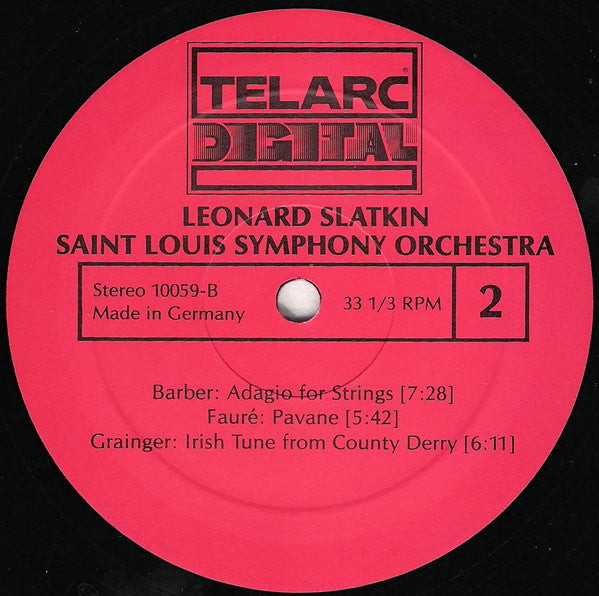 TELARC®
DIGITAL
LEONARD SLATKIN
SAINT LOUIS SYMPHONY ORCHESTRA
Stereo 10059-B
Made in Germany
33 1/3 RPM
2
Barber: Adagio for Strings [7:28]
Fauré: Pavane [5:42]
Grainger: Irish Tune from County Derry [6:11]